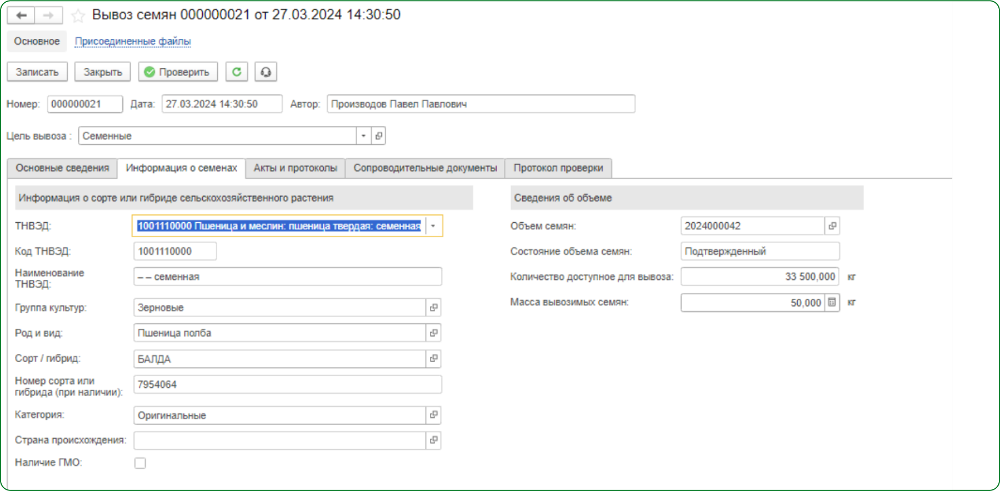 Вывоз семян 000000021 от 27.03.2024 14:30:50
Основное Присоединенные файлы
Записать Закрыть Проверить
Номер: 000000021 Дата: 27.03.2024 14:30:50 Автор: Производов Павел Павлович
Цель вывоза : Семенные
Основные сведения Информация о семенах Акты и протоколы Сопроводительные документы Протокол проверки
Информация о сорте или гибриде сельскохозяйственного растения
ТНВЭД: 1001110000 Пшеница и меслин: пшеница твердая: семенная
Код ТНВЭД: 1001110000
Наименование
ТНВЭД:
– – семенная
Группа культур: Зерновые
Род и вид: Пшеница полба
Сорт / гибрид: БАЛДА
Номер сорта или
гибрида (при наличии):
7954064
Категория: Оригинальные
Страна происхождения:
Наличие ГМО:
Сведения об объеме
Объем семян: 2024000042
Состояние объема семян: Подтвержденный
Количество доступное для вывоза: 33 500,000 кг
Масса вывозимых семян: 50,000 кг